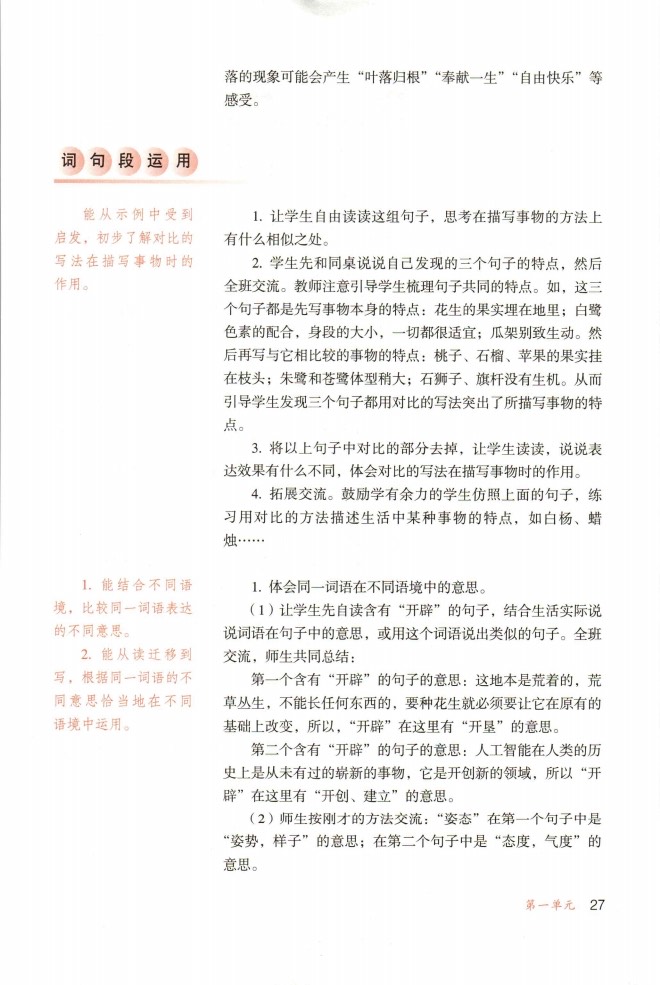 落的现象可能会产生“叶落归根”“奉献一生”“自由快乐”等
感受。
词句段运用
能从示例中受到
启发，初步了解对比的
写法在描写事物时的
作用。
1. 让学生自由读读这组句子，思考在描写事物的方法上
有什么相似之处。
2. 学生先和同桌说说自己发现的三个句子的特点，然后
全班交流。教师注意引导学生梳理句子共同的特点。如，这三
个句子都是先写事物本身的特点：花生的果实埋在地里；白鹭
色素的配合，身段的大小，一切都很适宜；瓜架别致生动。然
后再写与它相比较的事物的特点：桃子、石榴、苹果的果实挂
在枝头；朱鹭和苍鹭体型稍大；石狮子、旗杆没有生机。从而
引导学生发现三个句子都用对比的写法突出了所描写事物的特
点。
3. 将以上句子中对比的部分去掉，让学生读读，说说表
达效果有什么不同，体会对比的写法在描写事物时的作用。
4. 拓展交流。鼓励学有余力的学生仿照上面的句子，练
习用对比的方法描述生活中某种事物的特点，如白杨、蜡
烛……
1. 能结合不同语
境，比较同一词语表达
的不同意思。
2. 能从读迁移到
写，根据同一词语的不
同意思恰当地在不同
语境中运用。
1. 体会同一词语在不同语境中的意思。
（1）让学生先自读含有“开辟”的句子，结合生活实际说
说词语在句子中的意思，或用这个词语说出类似的句子。全班
交流，师生共同总结：
第一个含有“开辟”的句子的意思：这地本是荒着的，荒
草丛生，不能长任何东西的，要种花生就必须要让它在原有的
基础上改变，所以，“开辟”在这里有“开垦”的意思。
第二个含有“开辟”的句子的意思：人工智能在人类的历
史上是从未有过的崭新的事物，它是开创新的领域，所以“开
辟”在这里有“开创、建立”的意思。
（2）师生按刚才的方法交流：“姿态”在第一个句子中是
“姿势，样子”的意思；在第二个句子中是“态度，气度”的
意思。
第一单元 27